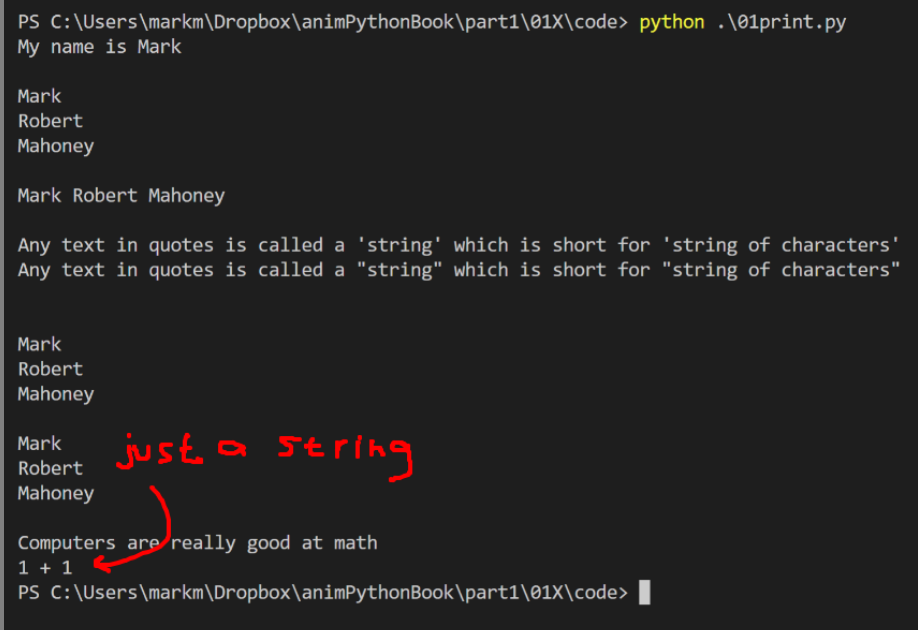 PS C:\Users\markm\Dropbox\animPythonBook\part1\01X\code> python .\01print.py
My name is Mark
Mark
Robert
Mahoney
Mark Robert Mahoney
Any text in quotes is called a 'string' which is short for 'string of characters'
Any text in quotes is called a "string" which is short for "string of characters"
Mark
Robert
Mahoney
Mark
Robert
Mahoney
just a string
Computers are really good at math
1 + 1
PS C:\Users\markm\Dropbox\animPythonBook\part1\01X\code>